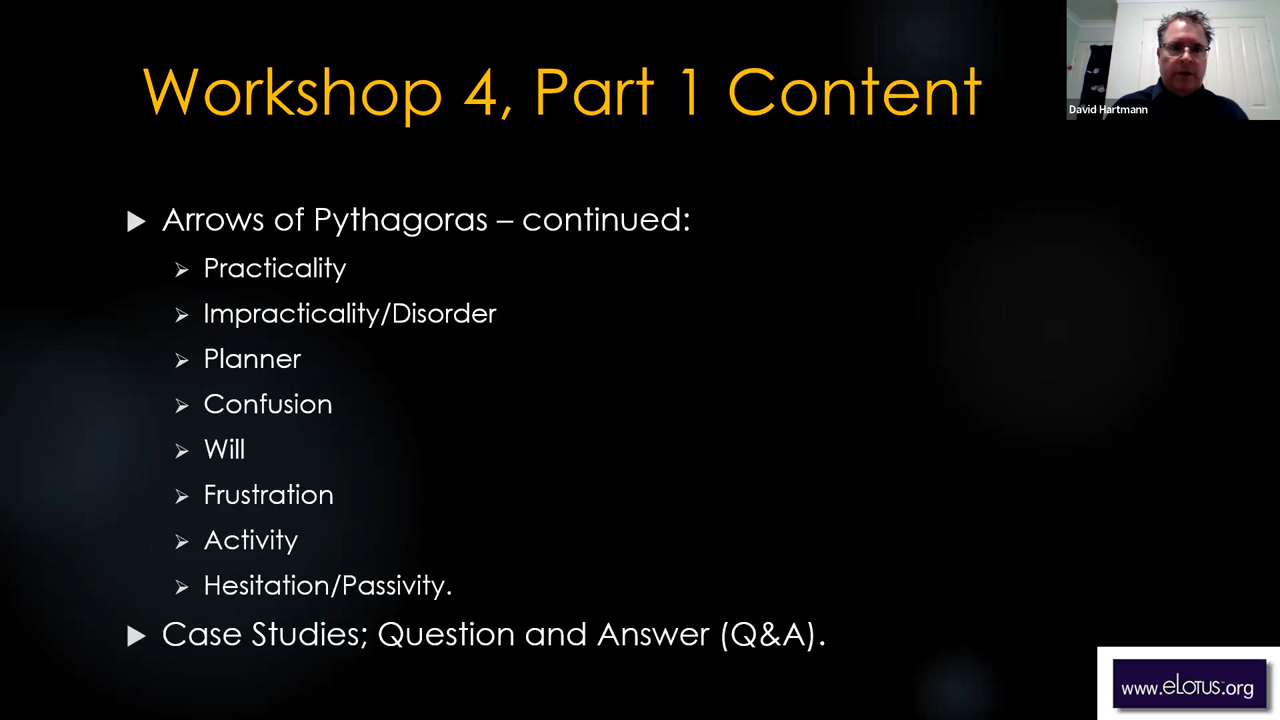 Workshop 4, Part 1 Content
David Hartmann
Arrows of Pythagoras – continued:
Practicality
Impracticality/Disorder
Planner
Confusion
Will
Frustration
Activity
Hesitation/Passivity.
Case Studies; Question and Answer (Q&A).
www.eLotus.org